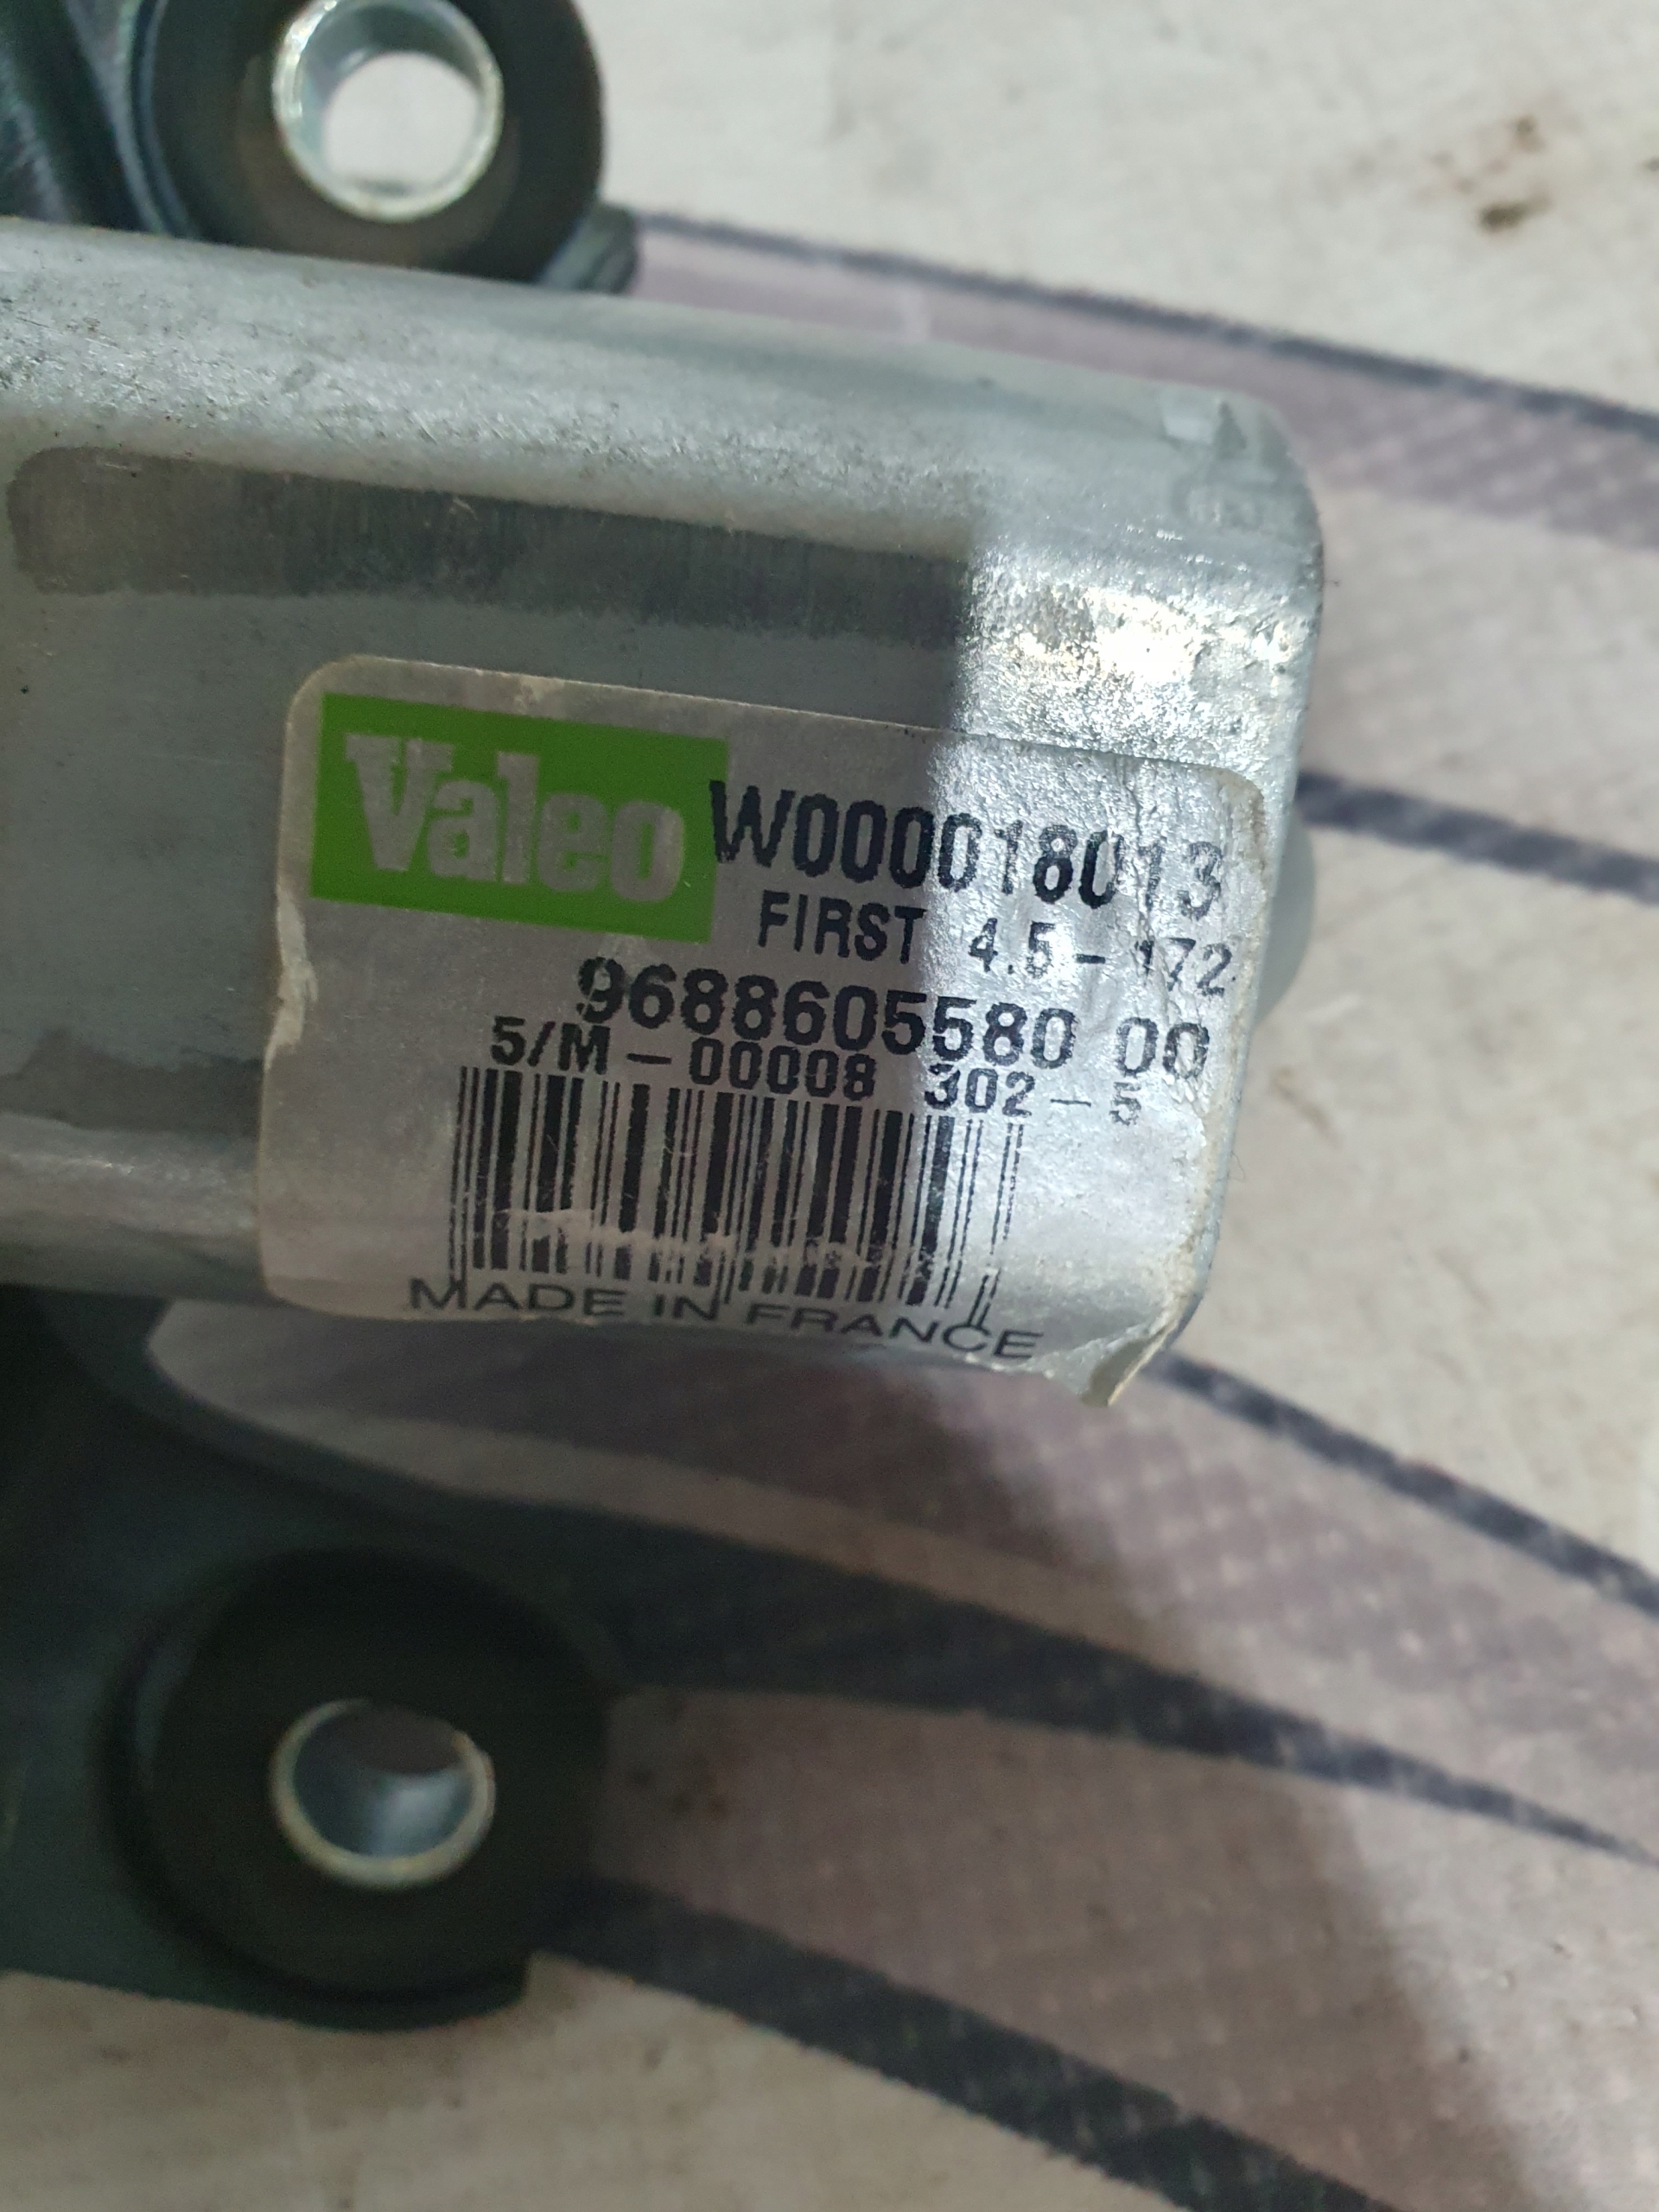 Valeo W000018013
FIRST 4.5 - 172
9688605580 00
5/M - 00008 302 - 5
MADE IN FRANCE